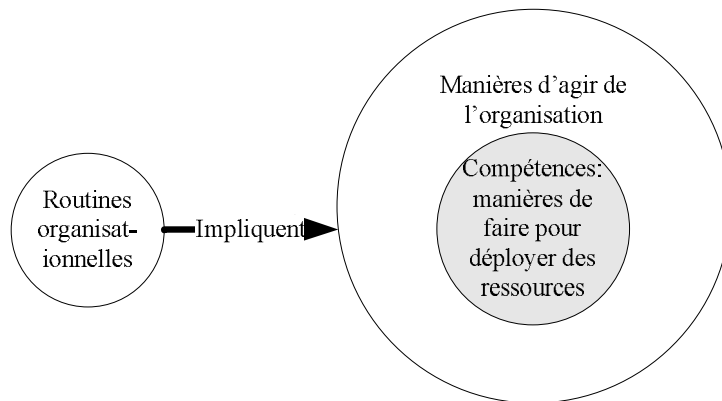 Routines
organisat-
ionnelles
Impliquent
Manières d'agir de
l'organisation
Compétences:
manières de
faire pour
déployer des
ressources